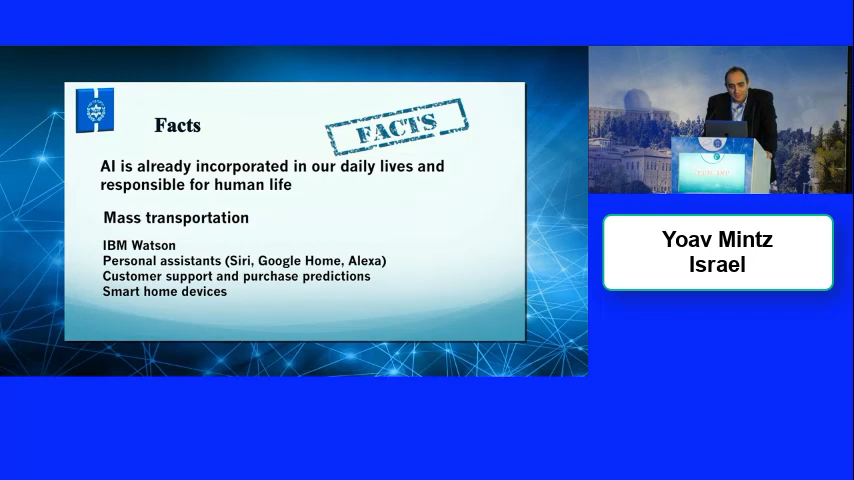 Facts
FACTS
AI is already incorporated in our daily lives and
responsible for human life
Mass transportation
IBM Watson
Personal assistants (Siri, Google Home, Alexa)
Customer support and purchase predictions
Smart home devices
Yoav Mintz
Israel